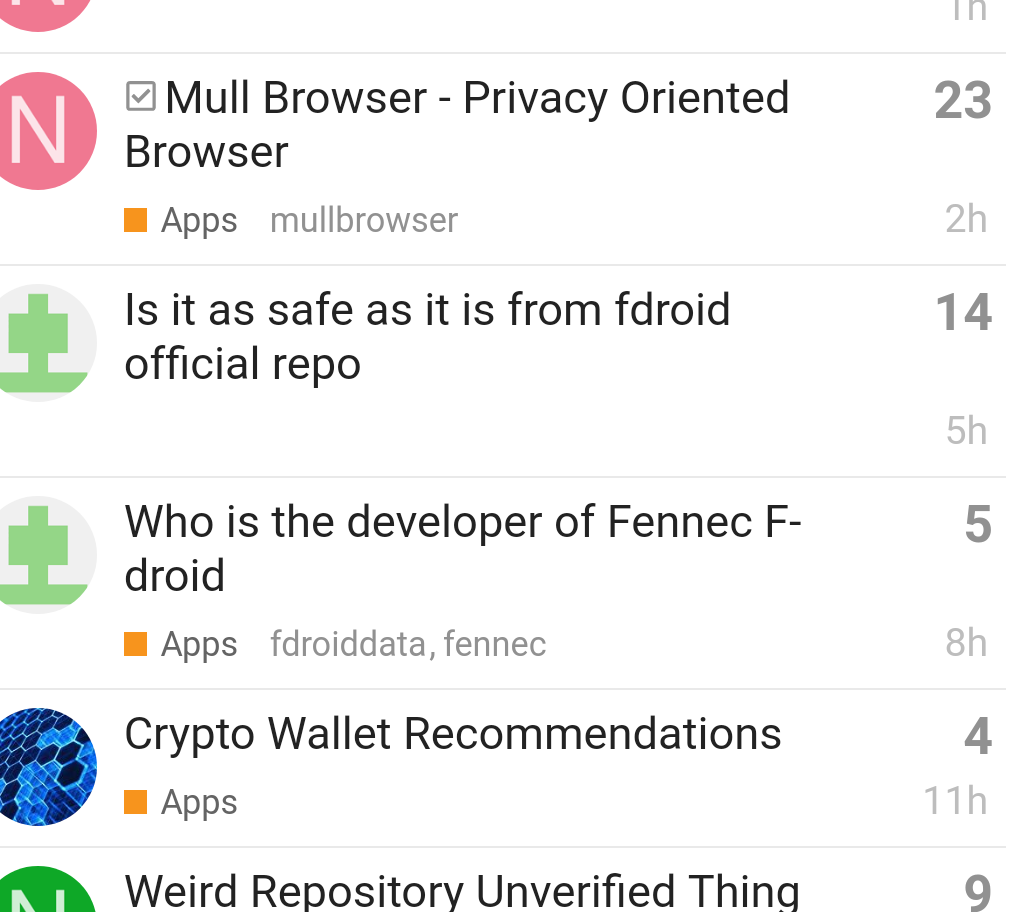 1h
N
Mull Browser - Privacy Oriented
Browser
23
Apps mullbrowser
2h
Is it as safe as it is from fdroid
official repo
14
5h
Who is the developer of Fennec F-
droid
5
Apps fdroiddata, fennec
8h
Crypto Wallet Recommendations
4
Apps
11h
N
Weird Repository Unverified Thing
9